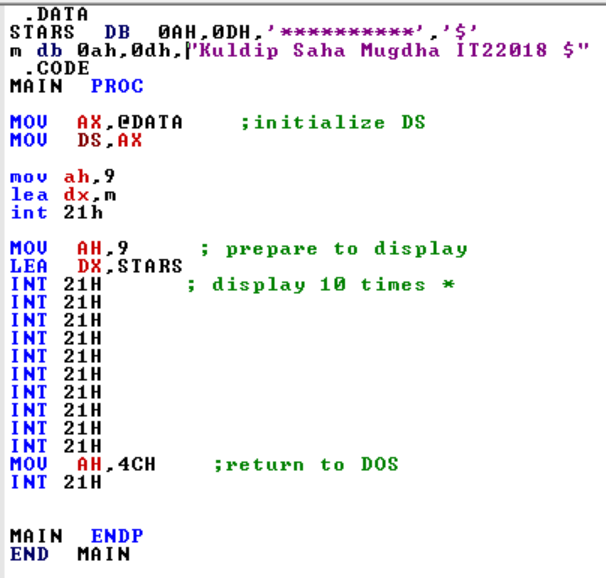 .DATA
STARS DB 0AH,0DH,'**********','$'
m db 0ah,0dh,"Kuldip Saha Mugdha IT22018 $"
.CODE
MAIN PROC
MOV AX,@DATA ;initialize DS
MOV DS,AX
mov ah,9
lea dx,m
int 21h
MOV AH,9 ; prepare to display
LEA DX,STARS
INT 21H ; display 10 times *
INT 21H
INT 21H
INT 21H
INT 21H
INT 21H
INT 21H
INT 21H
INT 21H
INT 21H
MOV AH,4CH ;return to DOS
INT 21H
MAIN ENDP
END MAIN